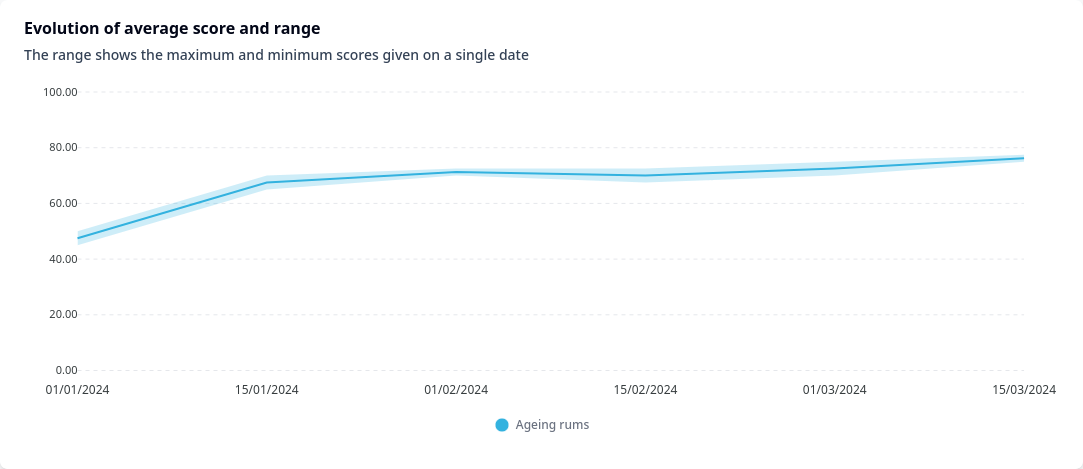 Evolution of average score and range
The range shows the maximum and minimum scores given on a single date
100.00
80.00
60.00
40.00
20.00
0.00
01/01/2024 15/01/2024 01/02/2024 15/02/2024 01/03/2024 15/03/2024
Ageing rums